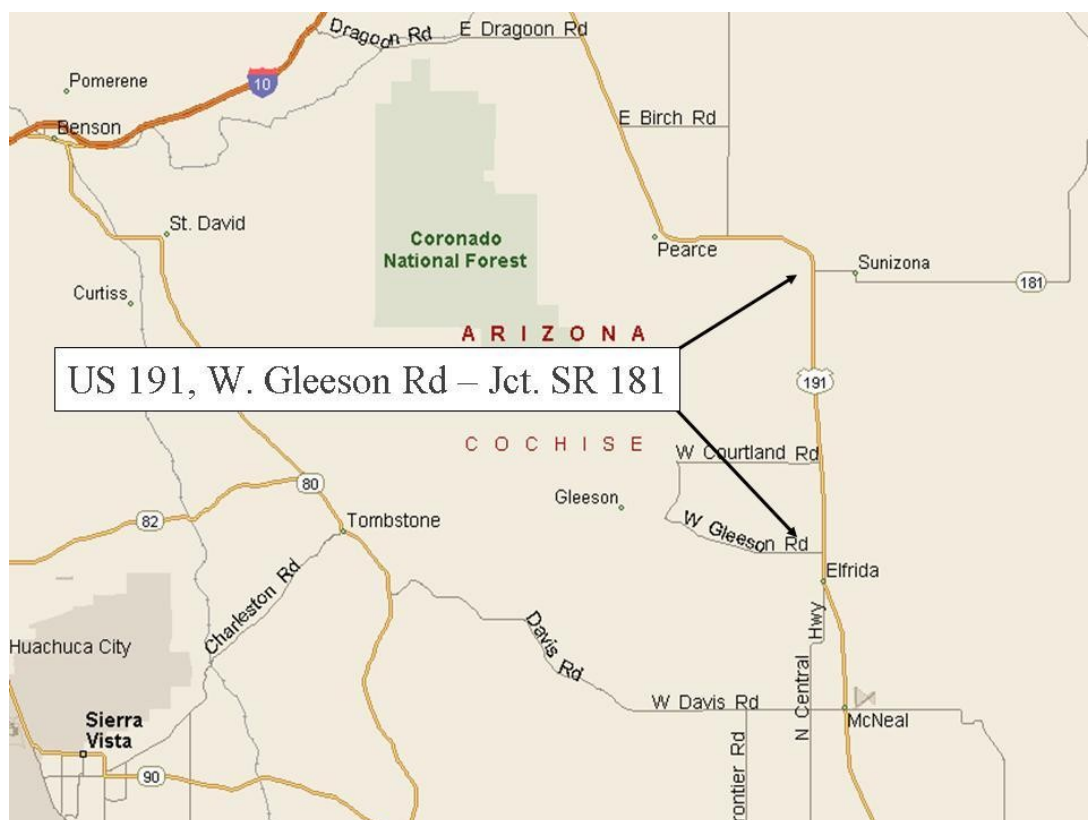 Dragoon Rd
E Dragoon Rd
10
Pomerene
Benson
E Birch Rd
St. David
Coronado
National Forest
Pearce
Sunizona
181
Curtiss
ARIZONA
US 191, W. Gleeson Rd – Jct. SR 181
191
COCHISE
W Courtland Rd
80
Gleeson
82
Tombstone
W Gleeson Rd
Elfrida
Charleston Rd
Huachuca City
Davis Rd
N Central Hwy
W Davis Rd
McNeal
Sierra
Vista
rontier Rd
90